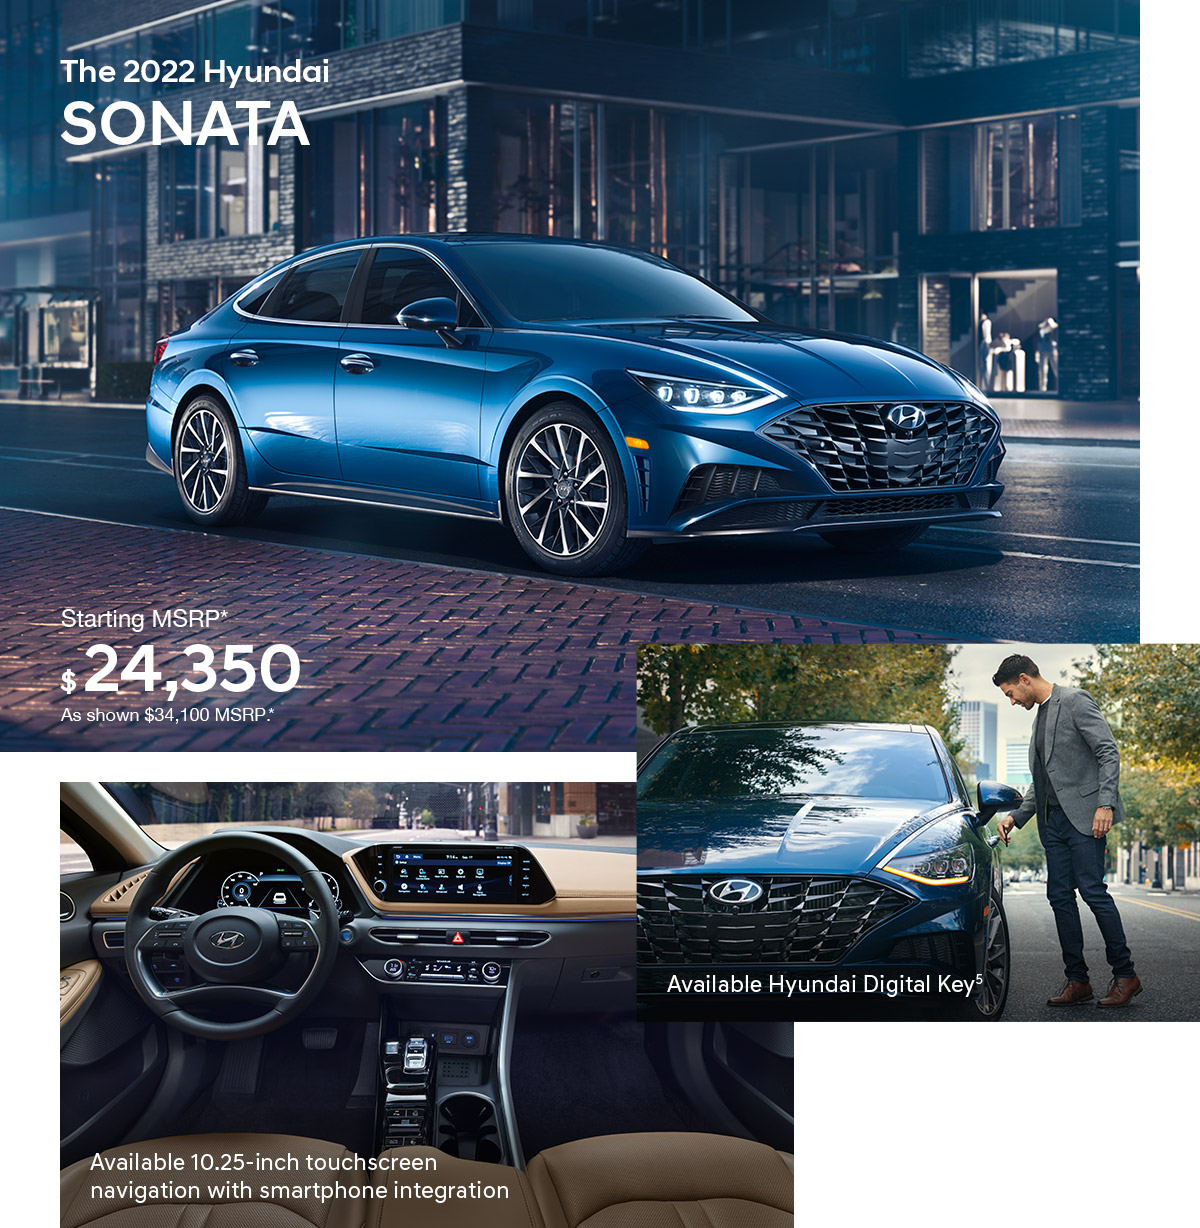 The 2022 Hyundai
SONATA
Starting MSRP*
$24,350
As shown $34,100 MSRP.*
Available Hyundai Digital Key⁵
Available 10.25-inch touchscreen
navigation with smartphone integration